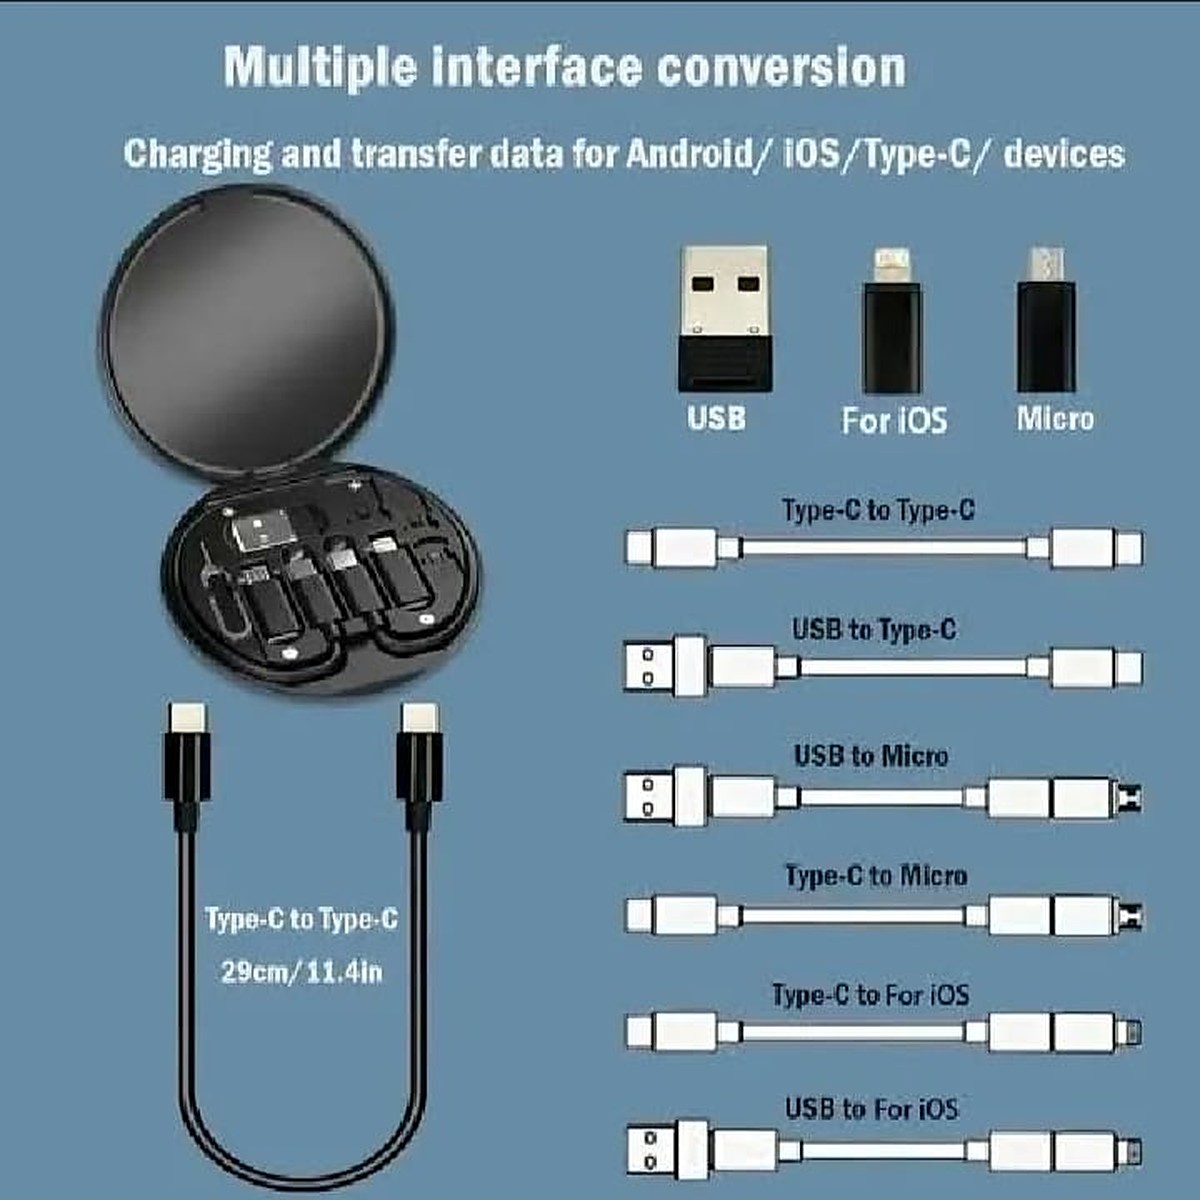 Multiple interface conversion
Charging and transfer data for Android/ iOS/Type-C/ devices
USB
For iOS
Micro
Type-C to Type-C
USB to Type-C
USB to Micro
Type-C to Micro
Type-C to For iOS
USB to For iOS
Type-C to Type-C
29cm/11.4in